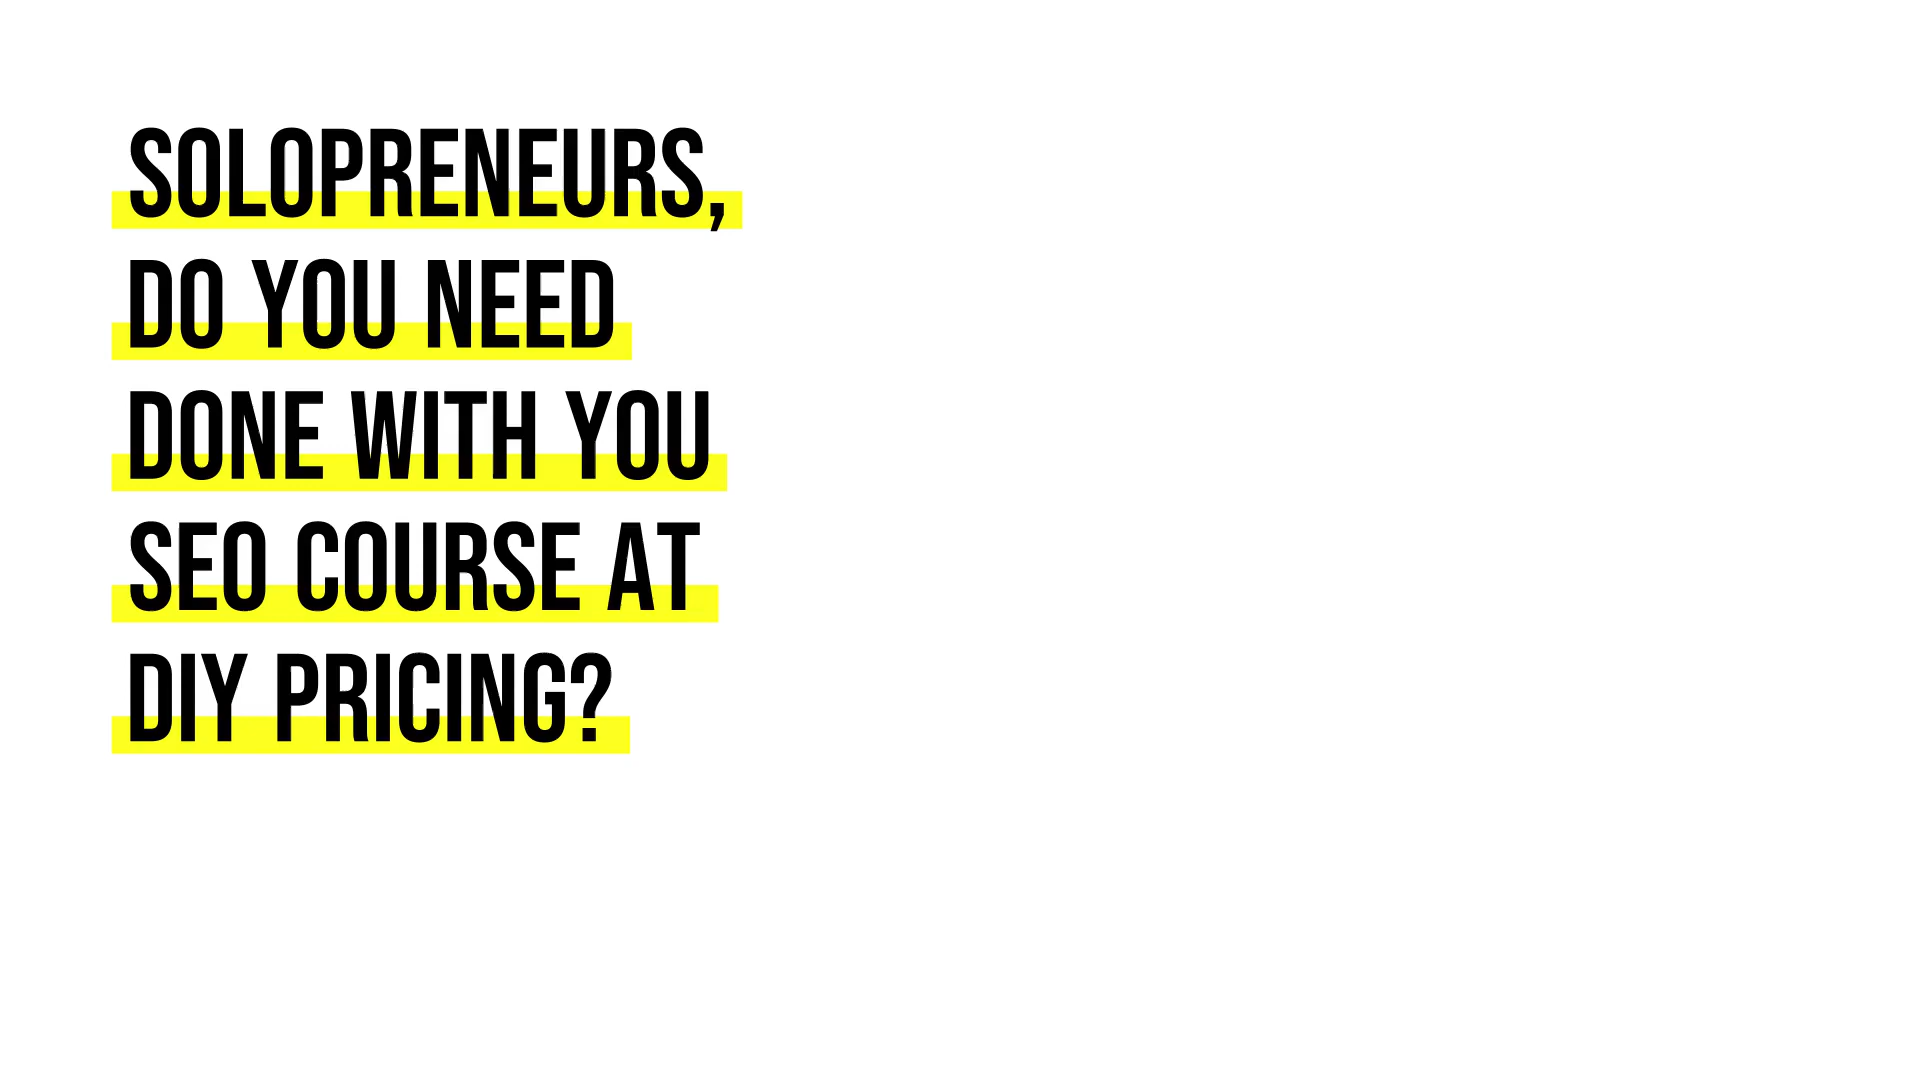 SOLOPRENEURS,
DO YOU NEED
DONE WITH YOU
SEO COURSE AT
DIY PRICING?